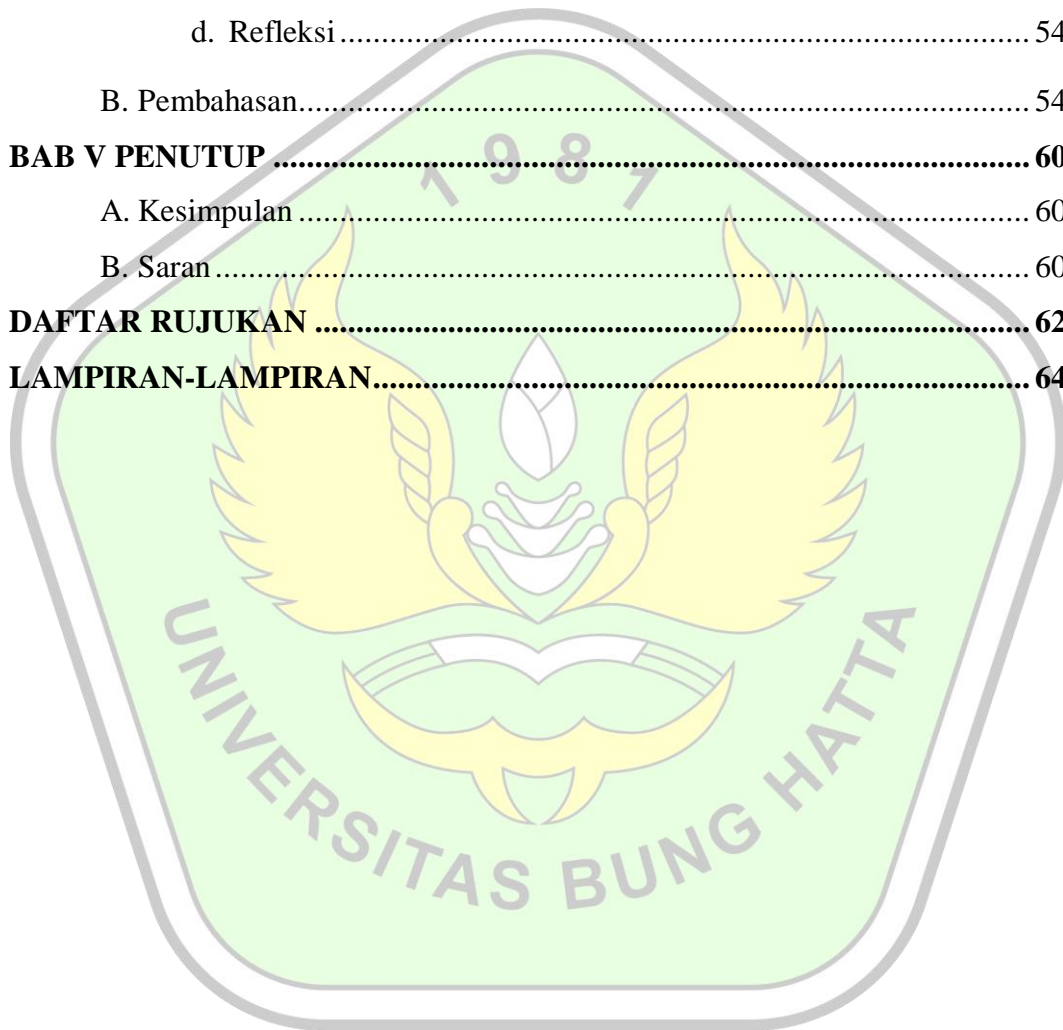 d. Refleksi ........................................................................ 54
B. Pembahasan........................................................................ 54
BAB V PENUTUP ........................................................................ 60
A. Kesimpulan ........................................................................ 60
B. Saran ........................................................................ 60
DAFTAR RUJUKAN ........................................................................ 62
LAMPIRAN-LAMPIRAN........................................................................ 64
1981
UNIVERSITAS BUNG HATTA